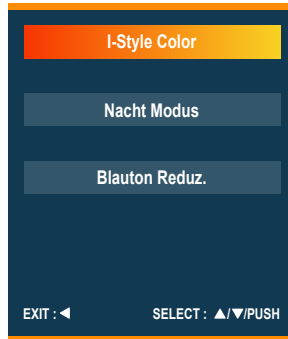 I-Style Color
Nacht Modus
Blauton Reduz.
EXIT : ◀ SELECT : ▲/▼/PUSH